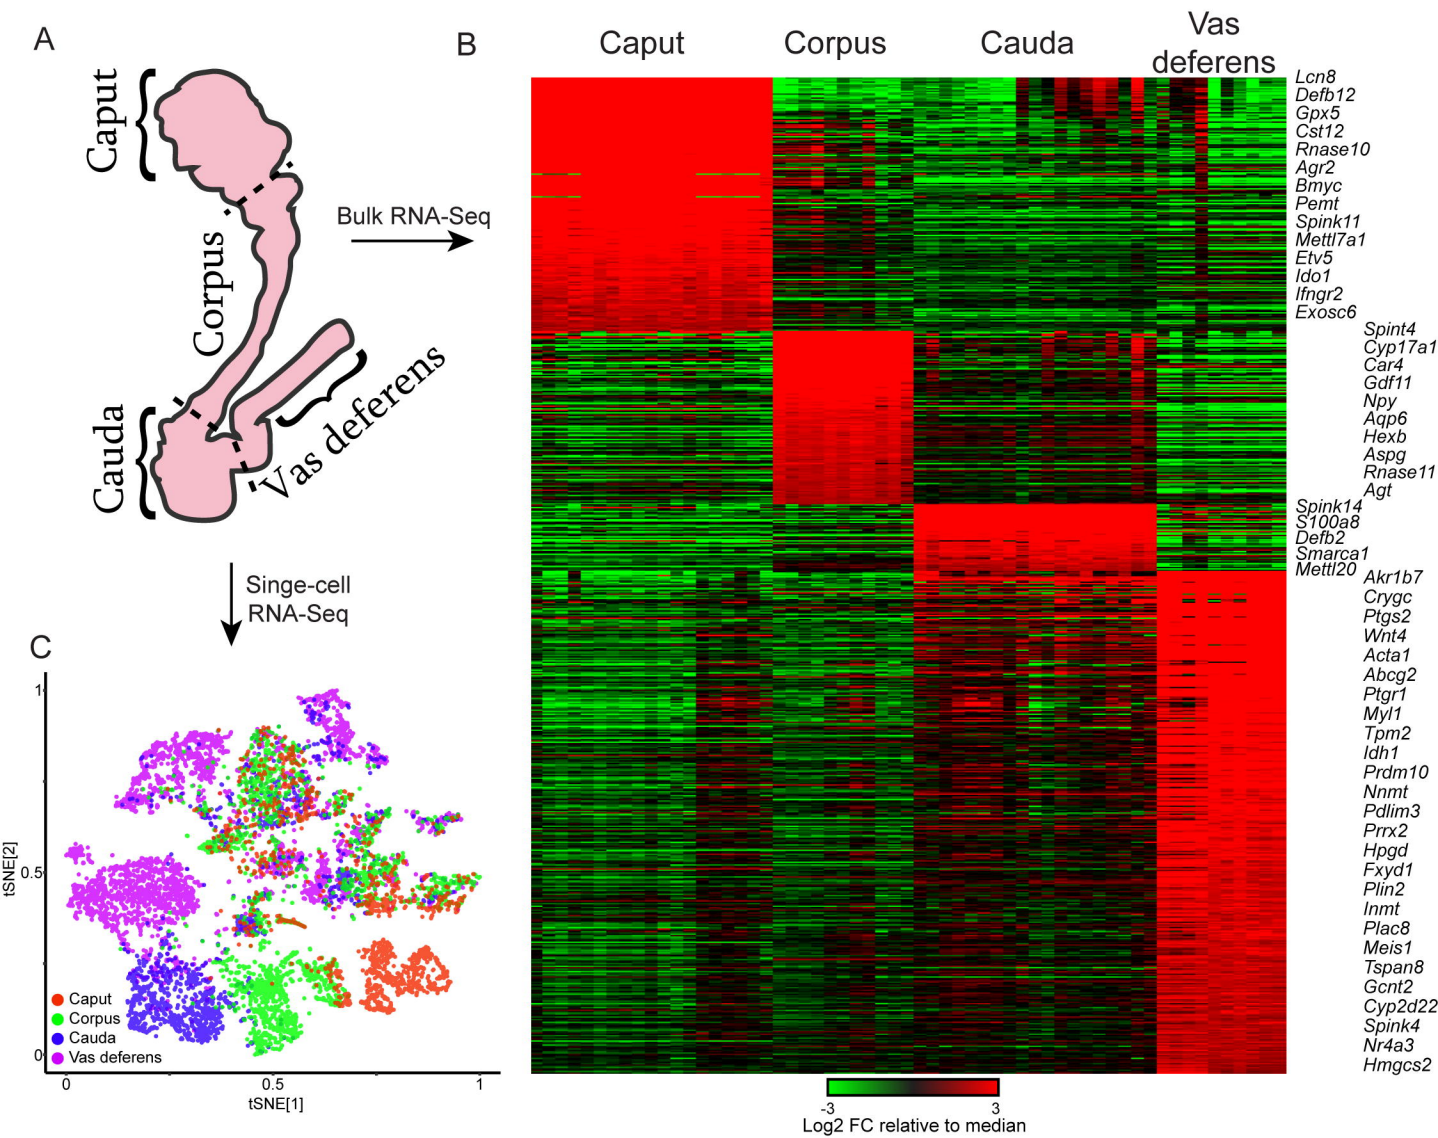 A
Caput
Corpus
Cauda
Vas deferens
Bulk RNA-Seq
Singe-cell
RNA-Seq
B
Caput
Corpus
Cauda
Vas
deferens
Lcn8
Defb12
Gpx5
Cst12
Rnase10
Agr2
Bmyc
Pemt
Spink11
Mettl7a1
Etv5
Ido1
Ifngr2
Exosc6
Spint4
Cyp17a1
Car4
Gdf11
Npy
Aqp6
Hexb
Aspg
Rnase11
Agt
Spink14
S100a8
Defb2
Smarca1
Mettl20
Akr1b7
Crygc
Ptgs2
Wnt4
Acta1
Abcg2
Ptgr1
Myl1
Tpm2
Idh1
Prdm10
Nnmt
Pdlim3
Prrx2
Hpgd
Fxyd1
Plin2
Inmt
Plac8
Meis1
Tspan8
Gcnt2
Cyp2d22
Spink4
Nr4a3
Hmgcs2
-3 3
Log2 FC relative to median
C
1
0.5
0
tSNE[2]
Caput
Corpus
Cauda
Vas deferens
0 0.5 1
tSNE[1]